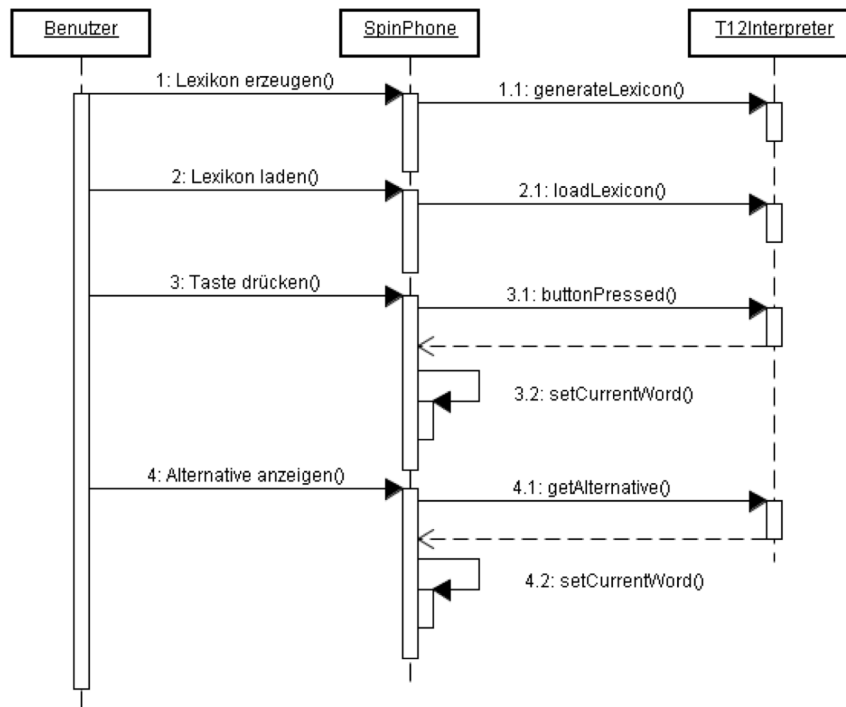 Benutzer
SpinPhone
T12Interpreter
1: Lexikon erzeugen()
1.1: generateLexicon()
2: Lexikon laden()
2.1: loadLexicon()
3: Taste drücken()
3.1: buttonPressed()
3.2: setCurrentWord()
4: Alternative anzeigen()
4.1: getAlternative()
4.2: setCurrentWord()